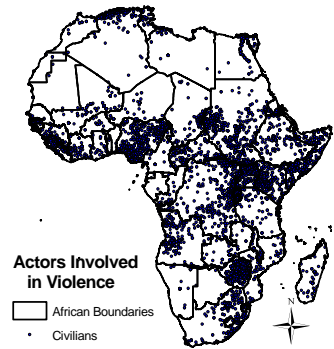 Actors Involved
in Violence
African Boundaries
Civilians
N